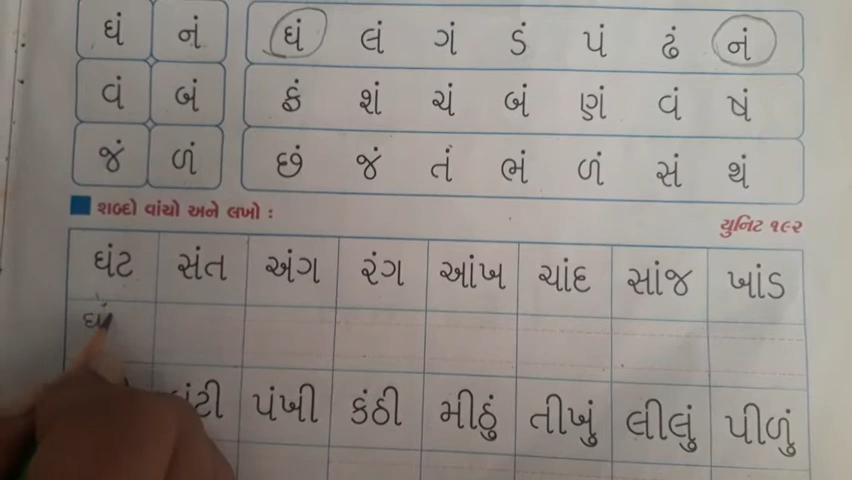 ઘં નં ઘં લં ગં ડં પં ઢં નં
વં બં ફં શં ચં બં ણં વં ષં
જં ળં છં જં તં ભં ળં સં થં
શબ્દો વાંચો અને લખો :
યુનિટ ૧૯૨
ઘંટ સંત અંગ રંગ આંખ ચાંદ સાંજ ખાંડ
ઘં
પંખી કંઠી મીઠું તીખું લીલું પીળું